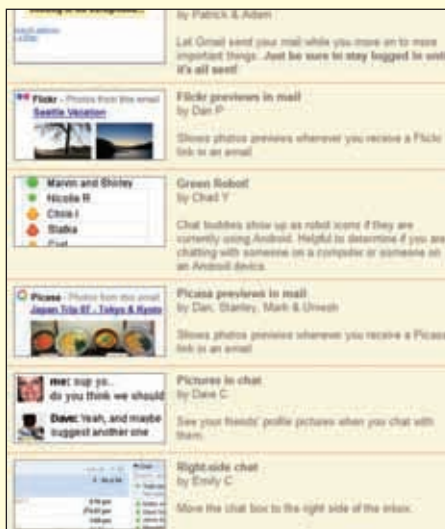 by Patrick & Adam
Let Gmail send your mail while you move on to more
important things. Just be sure to stay logged in until
it's all sent!
Flickr - Photos from this email
Seattle Vacation
Flickr previews in mail
by Dan P
Shows photos previews whenever you receive a Flickr
link in an email
Marvin and Shirley
Nicolle R
Chris I
Slatka
Green Robot!
by Chad Y
Chat buddies show up as robot icons if they are
currently using Android. Helpful to determine if you are
chatting with someone on a computer or someone on
an Android device.
Picasa - Photos from this email
Japan Trip 07 - Tokyo & Kyoto
Picasa previews in mail
by Dan, Stanley, Mark & Umesh
Shows photos previews whenever you receive a Picasa
link in an email
me: sup yo..
do you think we should
Dave: Yeah, and maybe
suggest another one
Pictures in chat
by Dave C
See your friends' profile pictures when you chat with
them.
Right-side chat
by Emily C
Move the chat box to the right side of the inbox.